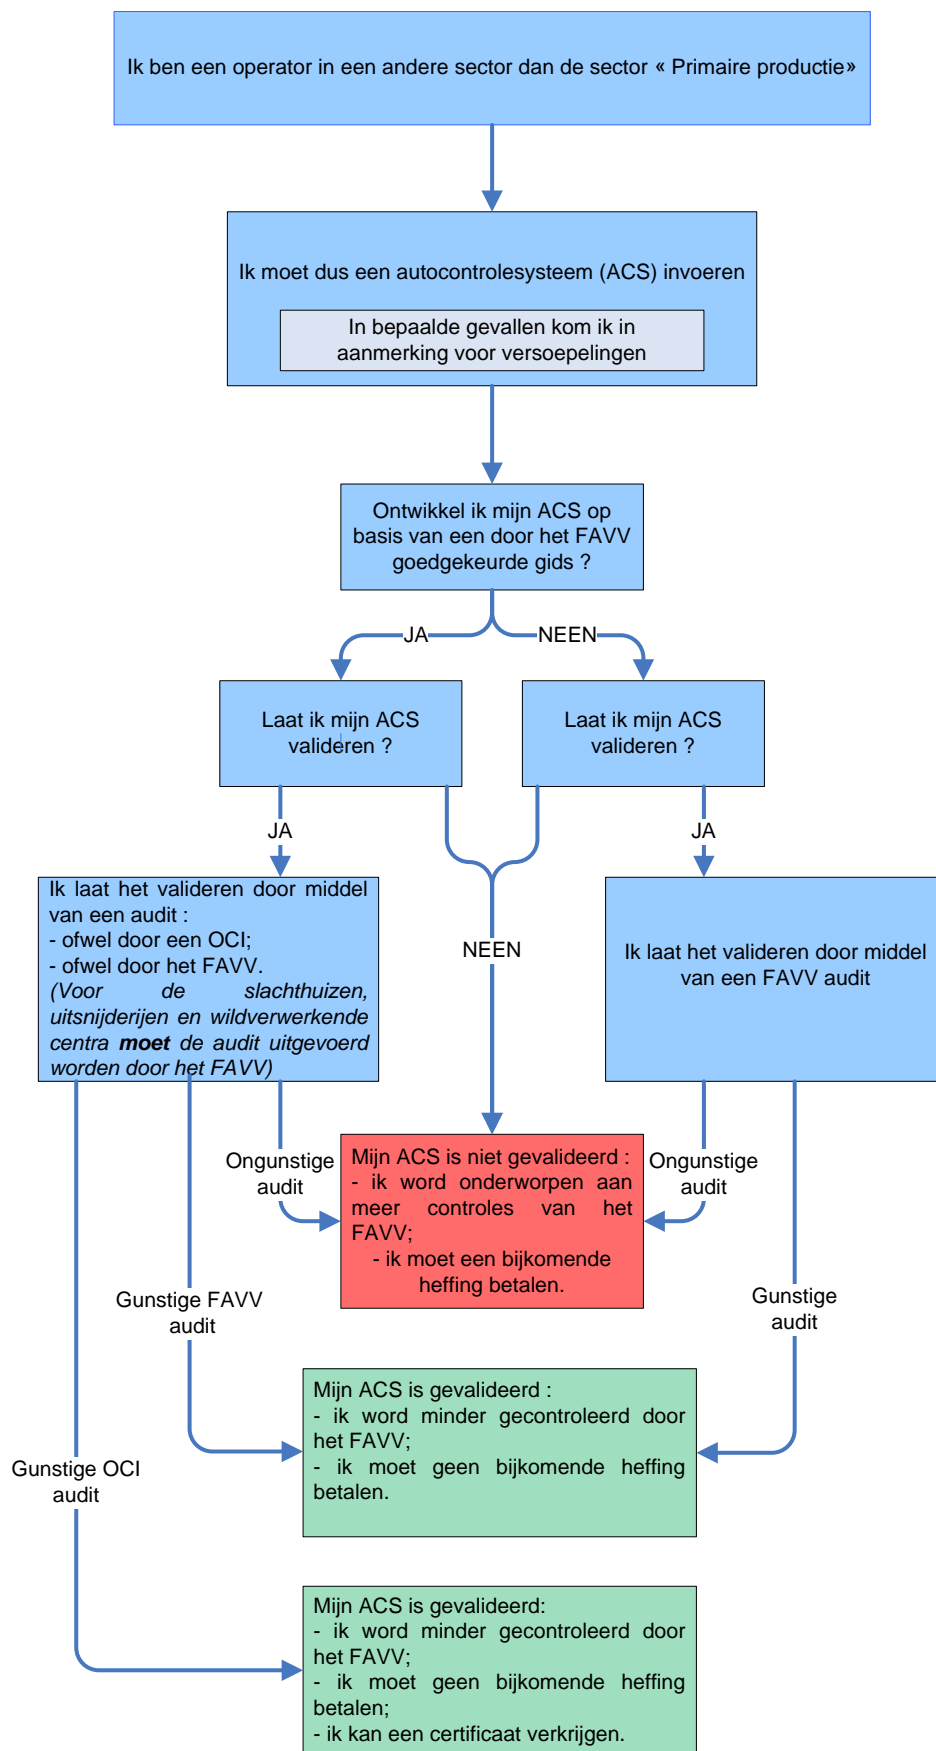 Ik ben een operator in een andere sector dan de sector « Primaire productie»
Ik moet dus een autocontrolesysteem (ACS) invoeren
In bepaalde gevallen kom ik in
aanmerking voor versoepelingen
Ontwikkel ik mijn ACS op
basis van een door het FAVV
goedgekeurde gids ?
JA
NEEN
Laat ik mijn ACS
valideren ?
Laat ik mijn ACS
valideren ?
JA
JA
Ik laat het valideren door middel
van een audit :
- ofwel door een OCI;
- ofwel door het FAVV.
(Voor de slachthuizen,
uitsnijderijen en wildverwerkende
centra moet de audit uitgevoerd
worden door het FAVV)
NEEN
Ik laat het valideren door middel
van een FAVV audit
Ongunstige
audit
Mijn ACS is niet gevalideerd :
- ik word onderworpen aan
meer controles van het
FAVV;
- ik moet een bijkomende
heffing betalen.
Ongunstige
audit
Gunstige FAVV
audit
Gunstige
audit
Mijn ACS is gevalideerd :
- ik word minder gecontroleerd door
het FAVV;
- ik moet geen bijkomende heffing
betalen.
Gunstige OCI
audit
Mijn ACS is gevalideerd:
- ik word minder gecontroleerd door
het FAVV;
- ik moet geen bijkomende heffing
betalen;
- ik kan een certificaat verkrijgen.